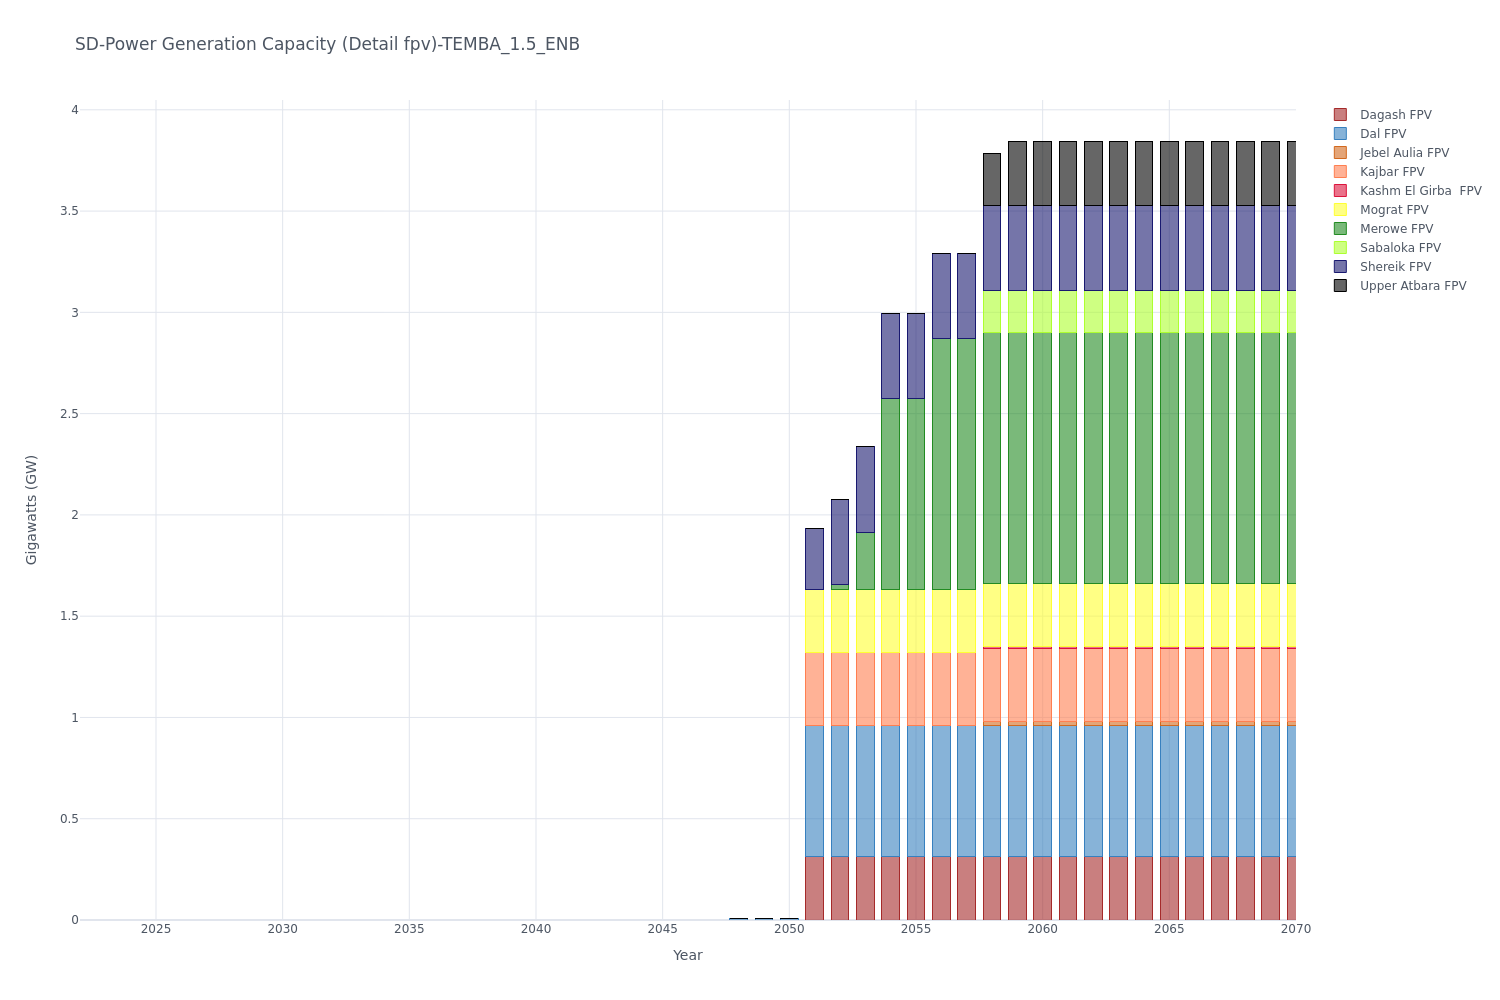 SD-Power Generation Capacity (Detail fpv)-TEMBA_1.5_ENB
4
3.5
3
2.5
2
1.5
1
0.5
0
Gigawatts (GW)
2025
2030
2035
2040
2045
2050
2055
2060
2065
2070
Year
Dagash FPV
Dal FPV
Jebel Aulia FPV
Kajbar FPV
Kashm El Girba  FPV
Mograt FPV
Merowe FPV
Sabaloka FPV
Shereik FPV
Upper Atbara FPV